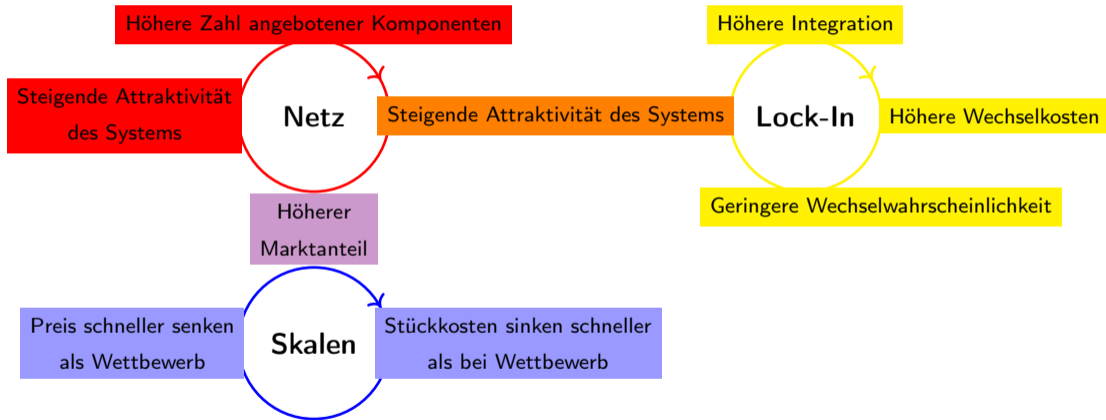 Höhere Zahl angebotener Komponenten
Höhere Integration
Steigende Attraktivität
des Systems
Netz
Steigende Attraktivität des Systems
Lock-In
Höhere Wechselkosten
Geringere Wechselwahrscheinlichkeit
Höherer
Marktanteil
Preis schneller senken
als Wettbewerb
Skalen
Stückkosten sinken schneller
als bei Wettbewerb